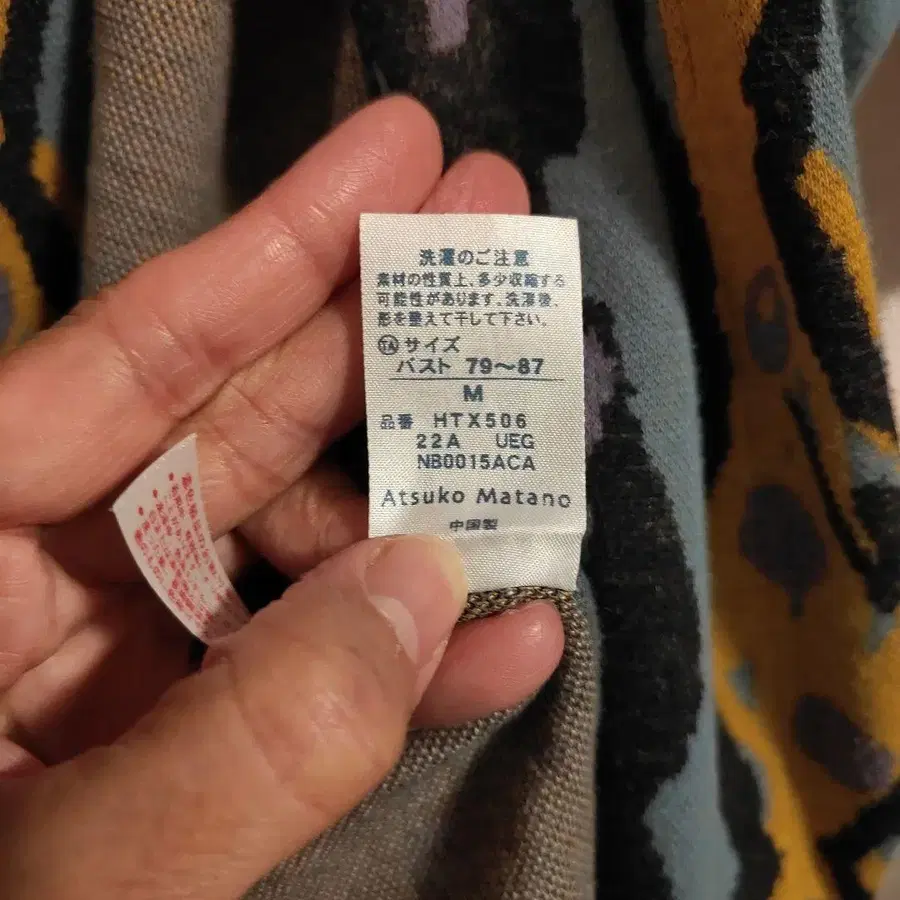 洗濯のご注意
素材の性質上、多少収縮する
可能性があります。洗濯後、
形を整えて干して下さい。
TAサイズ
バスト 79〜87
M
品番 HTX506
22A UEG
NB0015ACA
Atsuko Matano
中国製